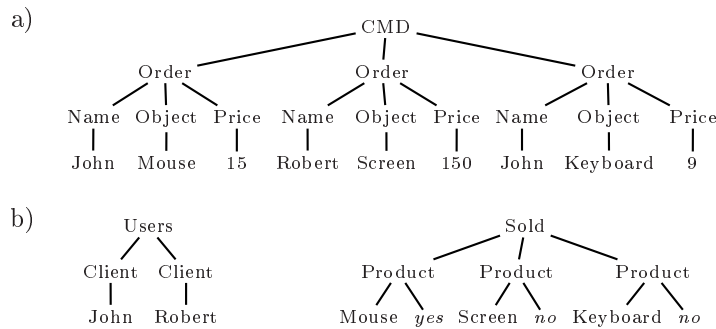 a)
CMD
Order Order Order
Name Object Price Name Object Price Name Object Price
John Mouse 15 Robert Screen 150 John Keyboard 9
b)
Users Sold
Client Client Product Product Product
John Robert Mouse yes Screen no Keyboard no